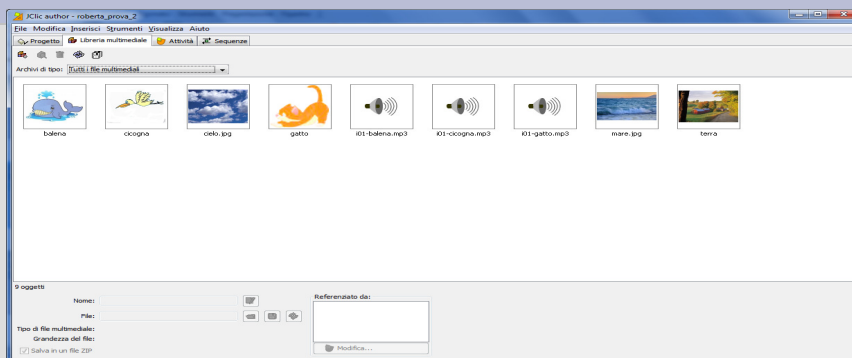 JClic author - roberta_prova_2
File Modifica Inserisci Strumenti Visualizza Aiuto
Progetto Libreria multimediale Attività Sequenze
Archivi di tipo: Tutti i file multimediali
balena cicogna cielo.jpg gatto i01-balena.mp3 i01-cicogna.mp3 i01-gatto.mp3 mare.jpg terra
9 oggetti
Nome: Referenziato da:
File:
Tipo di file multimediale:
Grandezza del file:
Salva in un file ZIP Modifica...